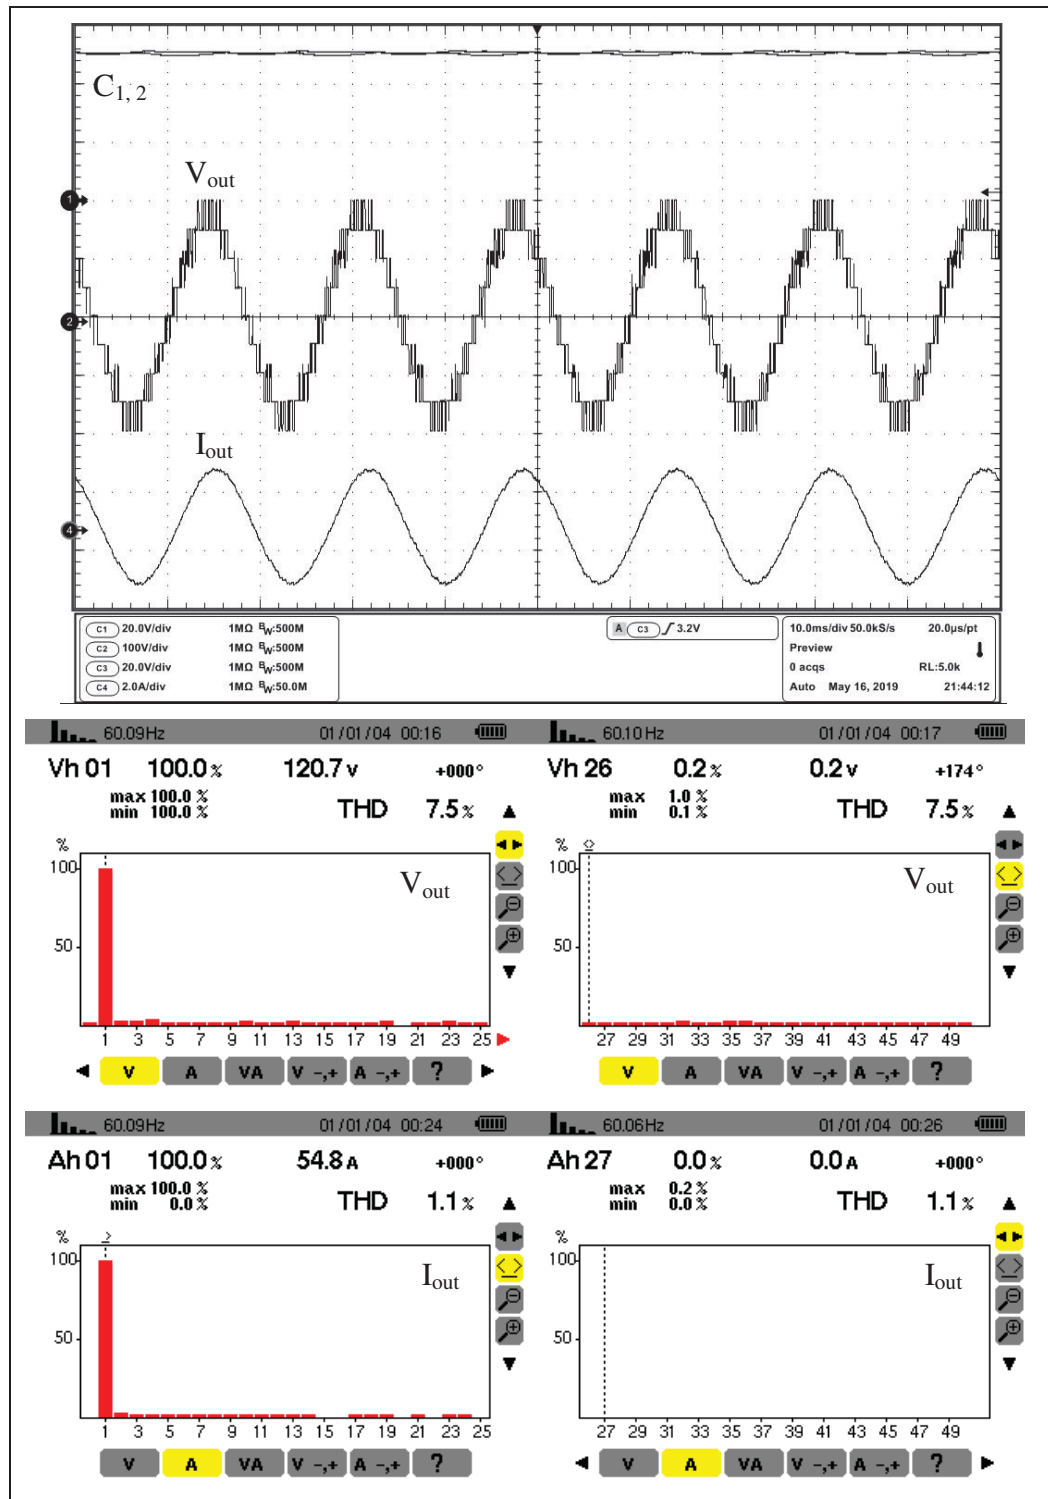 C1, 2
Vout
1
2
Iout
4
C1 20.0V/div 1MΩ BW:500M
C2 100V/div 1MΩ BW:500M
C3 20.0V/div 1MΩ BW:500M
C4 2.0A/div 1MΩ BW:50.0M
A C3 3.2V
10.0ms/div 50.0kS/s 20.0µs/pt
Preview
0 acqs RL:5.0k
Auto May 16, 2019 21:44:12
60.09Hz 01/01/04 00:16
Vh 01 100.0% 120.7 V +000°
max 100.0 %
min 100.0 %
THD 7.5%
%
100
Vout
50
1 3 5 7 9 11 13 15 17 19 21 23 25
V A VA V -,+ A -,+ ?
60.10Hz 01/01/04 00:17
Vh 26 0.2% 0.2 V +174°
max 1.0 %
min 0.1 %
THD 7.5%
%
100
Vout
50
27 29 31 33 35 37 39 41 43 45 47 49
V A VA V -,+ A -,+ ?
60.09Hz 01/01/04 00:24
Ah 01 100.0% 54.8 A +000°
max 100.0 %
min 0.0 %
THD 1.1%
%
100
Iout
50
1 3 5 7 9 11 13 15 17 19 21 23 25
V A VA V -,+ A -,+ ?
60.06Hz 01/01/04 00:26
Ah 27 0.0% 0.0 A +000°
max 0.2 %
min 0.0 %
THD 1.1%
%
100
Iout
50
27 29 31 33 35 37 39 41 43 45 47 49
V A VA V -,+ A -,+ ?